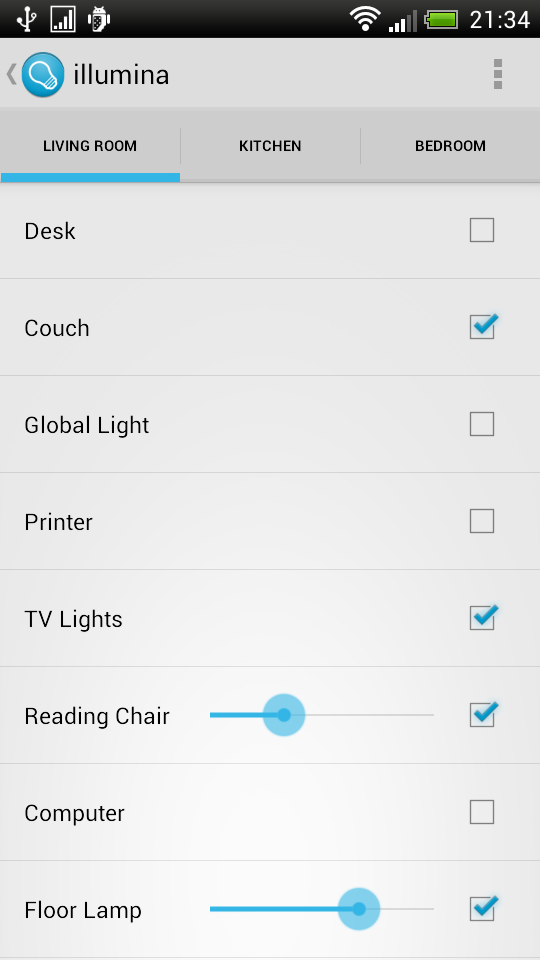 21:34
illumina
LIVING ROOM KITCHEN BEDROOM
Desk
Couch
Global Light
Printer
TV Lights
Reading Chair
Computer
Floor Lamp